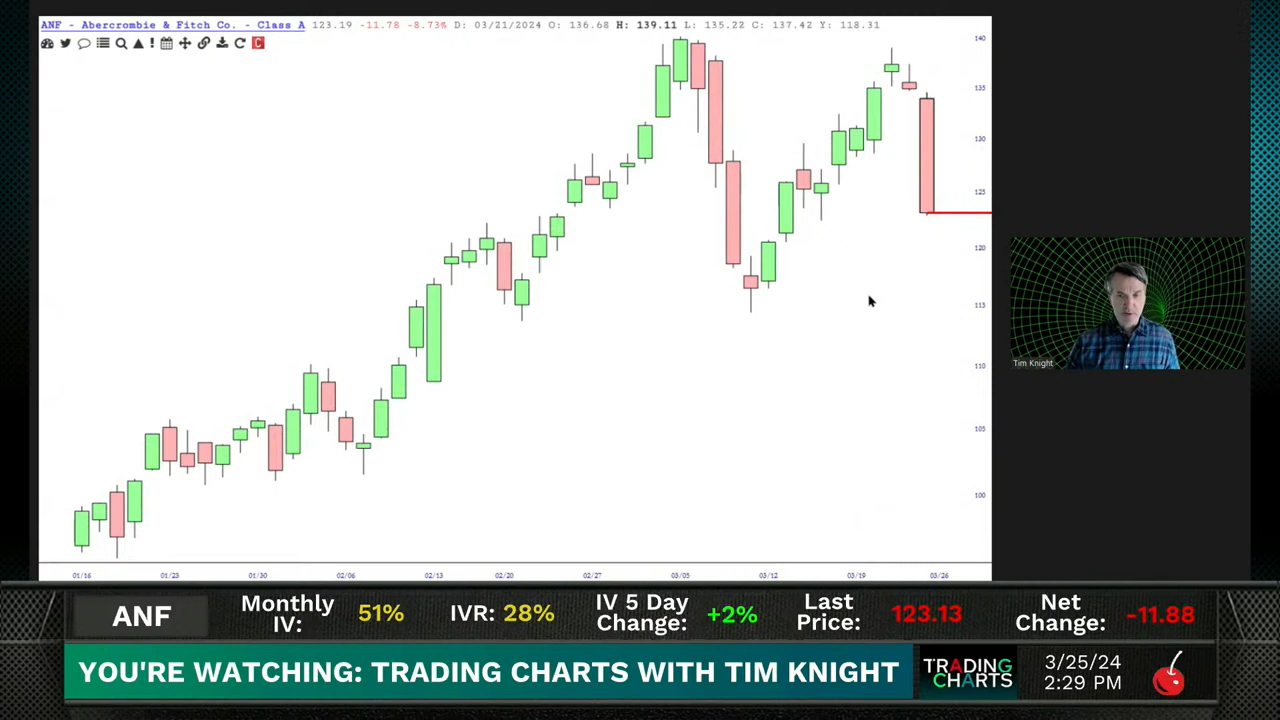 ANF - Abercrombie & Fitch Co. - Class A 123.19 -11.78 -8.73% D: 03/21/2024 O: 136.68 H: 139.11 L: 135.22 C: 137.42 Y: 118.31
C
140
135
130
125
120
115
110
105
100
01/16 01/23 01/30 02/06 02/13 02/20 02/27 03/05 03/12 03/19 03/26
Tim Knight
ANF
Monthly IV: 51%
IVR: 28%
IV 5 Day Change: +2%
Last Price: 123.13
Net Change: -11.88
YOU'RE WATCHING: TRADING CHARTS WITH TIM KNIGHT
TRADING
CHARTS
3/25/24
2:29 PM